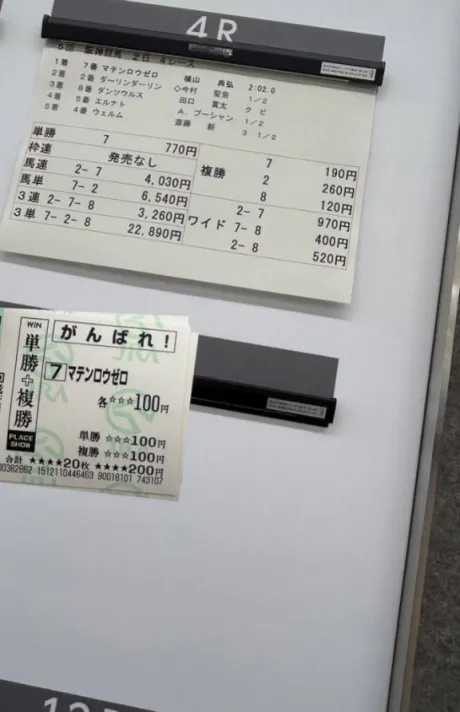 4R
5回 阪神競馬 2日 4レース
1着 7番 マテンロウゼロ 横山 典弘 2:02.0
2着 2番 ダーリンダーリン ◇今村 聖奈 1/2
3着 8番 ダンツウルス 田口 貫太 クビ
4着 5番 エルナト A. プーシャン 1/2
5着 4番 ウェルム 斎藤 新 3 1/2
単勝 7 770円
枠連 発売なし
馬連 2- 7 4,030円
馬単 7- 2 6,540円
3連 2- 7- 8 3,260円
3単 7- 2- 8 22,890円
複勝 7 190円
2 260円
8 120円
ワイド 2- 7 970円
7- 8 400円
2- 8 520円
WIN
単勝+複勝
PLACE
SHOW
がんばれ!
7 マテンロウゼロ
各☆☆☆100円
単勝 ☆☆☆100円
複勝 ☆☆☆100円
合計 ★★★★20枚 ★★★★200円
00382862 1512110446463 90018101 743107